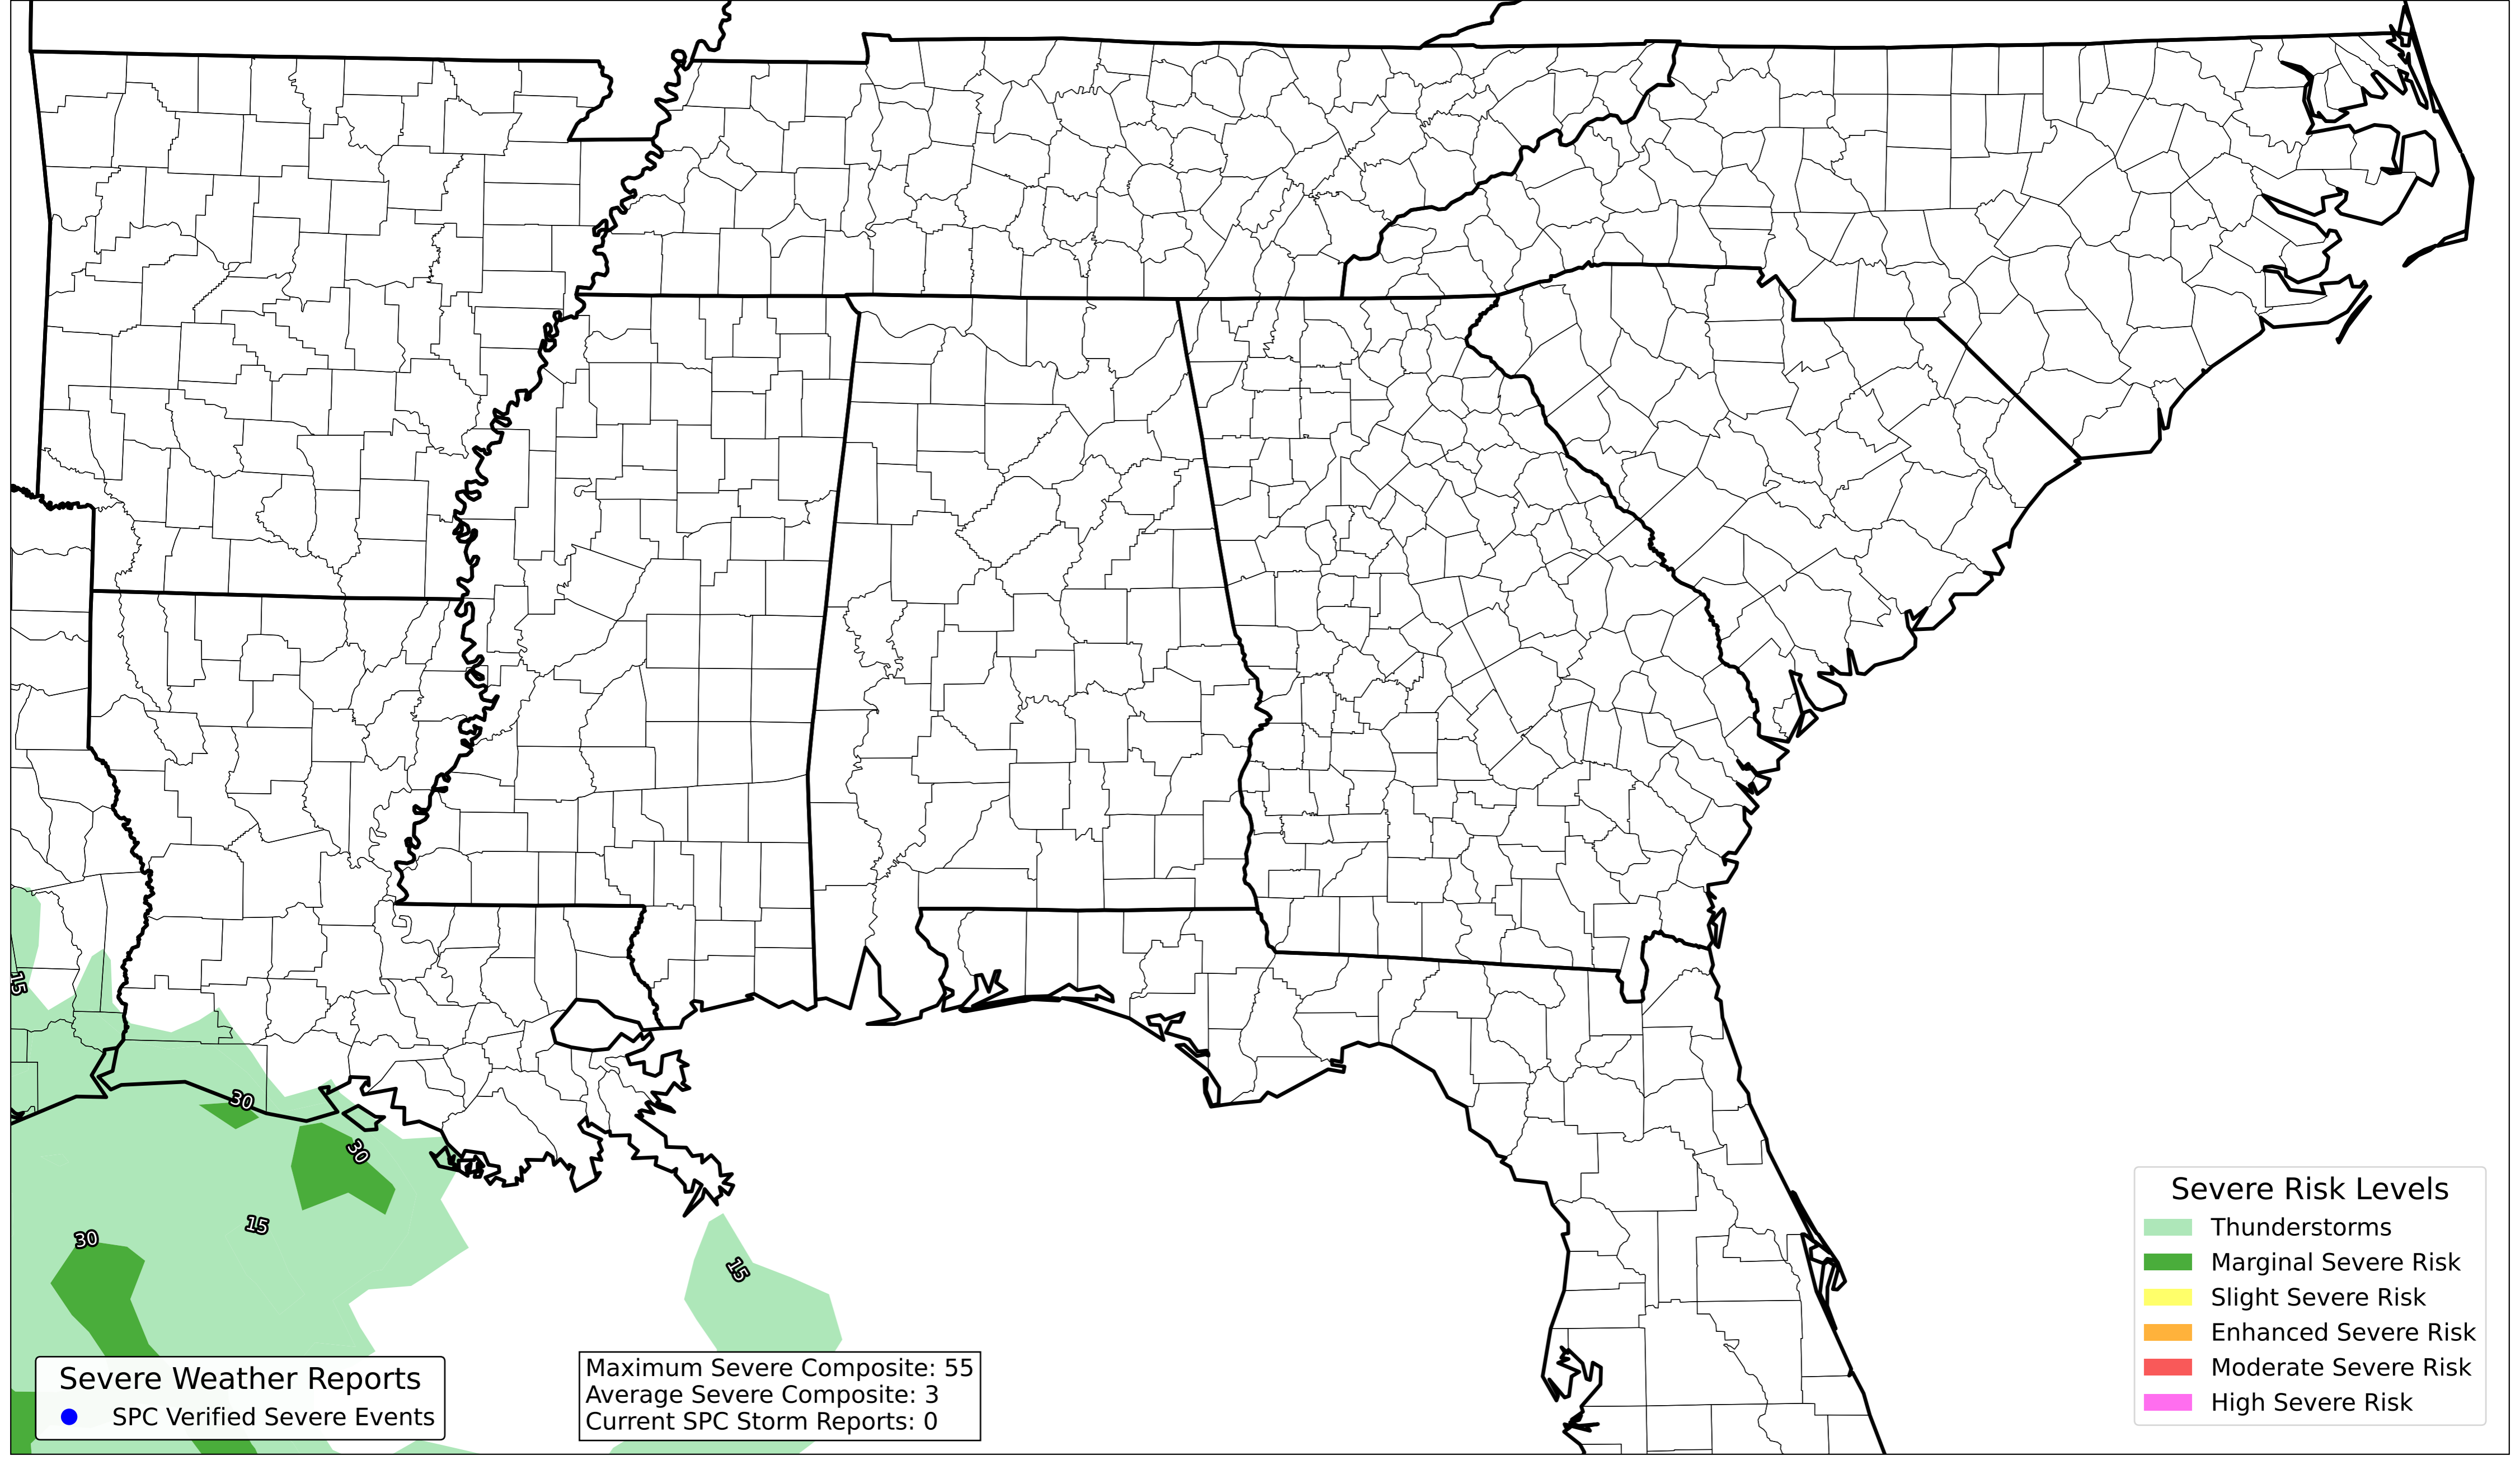 15
30
30
30
15
15
Severe Risk Levels
Thunderstorms
Marginal Severe Risk
Slight Severe Risk
Enhanced Severe Risk
Moderate Severe Risk
High Severe Risk
Severe Weather Reports
SPC Verified Severe Events
Maximum Severe Composite: 55
Average Severe Composite: 3
Current SPC Storm Reports: 0